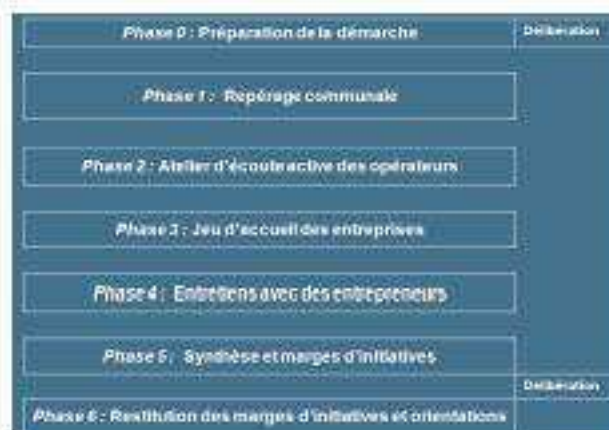 Phase 0 : Préparation de la démarche
Délibération
Phase 1 : Repérage communale
Phase 2 : Atelier d'écoute active des opérateurs
Phase 3 : Jeu d'accueil des entreprises
Phase 4 : Entretiens avec des entrepreneurs
Phase 5 : Synthèse et marges d'initiatives
Délibération
Phase 6 : Restitution des marges d'initiatives et orientations